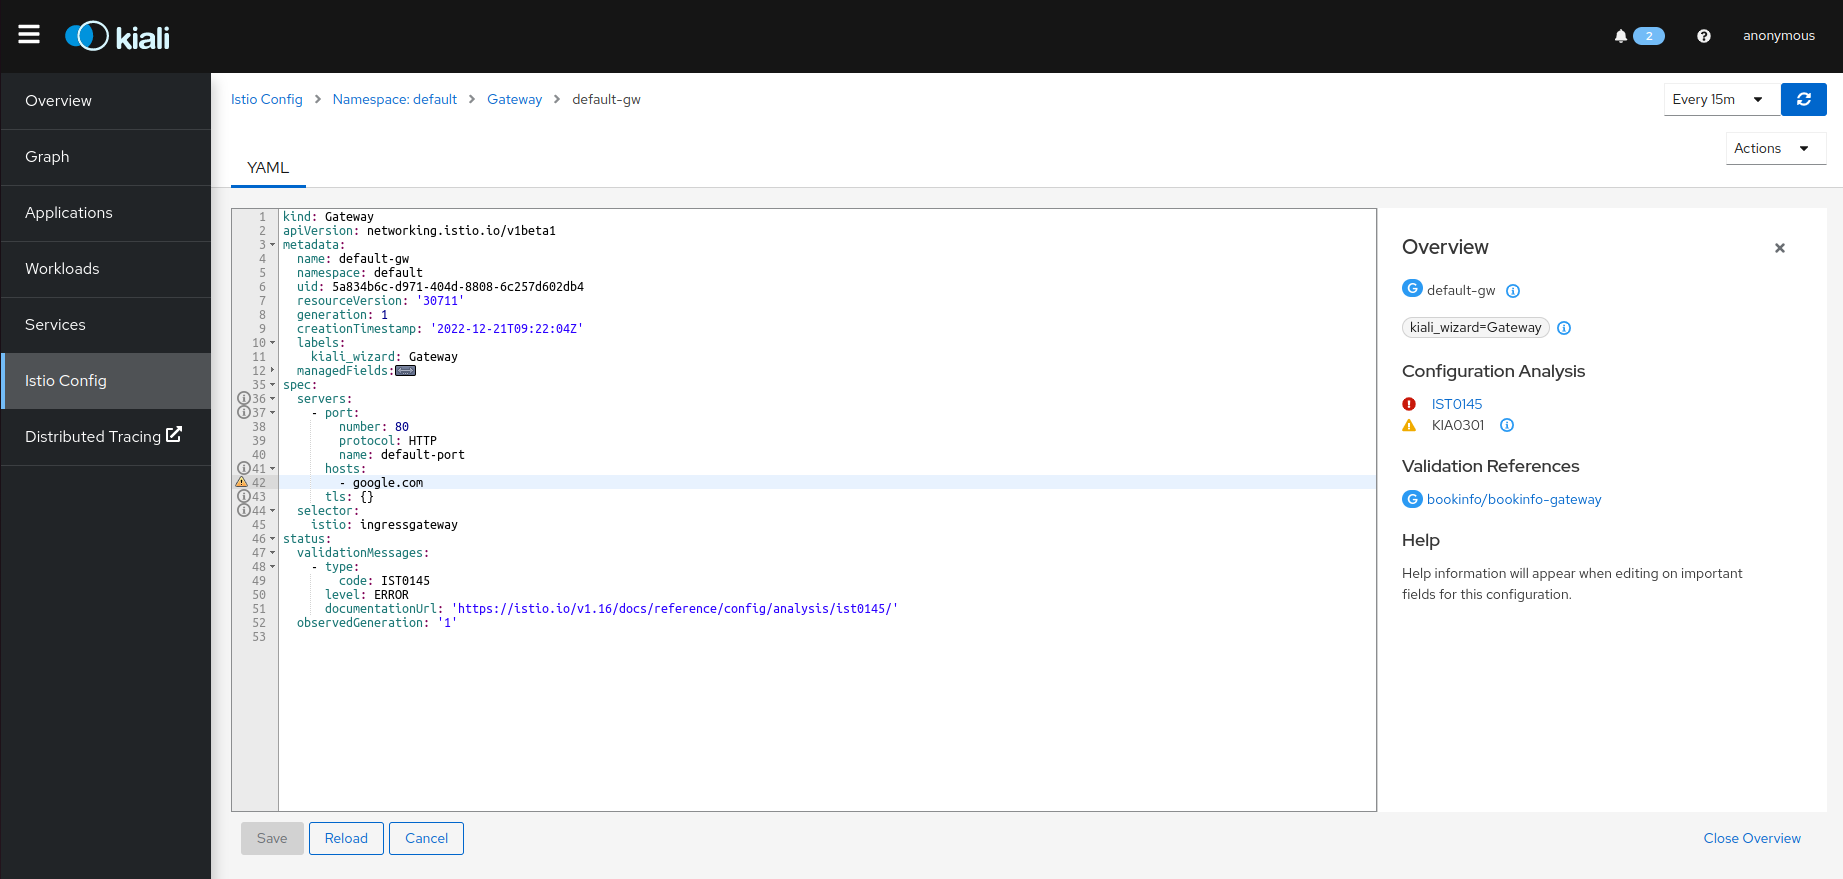 kiali
2
anonymous
Overview
Graph
Applications
Workloads
Services
Istio Config
Distributed Tracing
Istio Config > Namespace: default > Gateway > default-gw
Every 15m
Actions
YAML
1 kind: Gateway
2 apiVersion: networking.istio.io/v1beta1
3 metadata:
4   name: default-gw
5   namespace: default
6   uid: 5a834b6c-d971-404d-8808-6c257d602db4
7   resourceVersion: '30711'
8   generation: 1
9   creationTimestamp: '2022-12-21T09:22:04Z'
10   labels:
11     kiali_wizard: Gateway
12   managedFields:
35 spec:
36   servers:
37     - port:
38         number: 80
39         protocol: HTTP
40         name: default-port
41       hosts:
42         - google.com
43       tls: {}
44   selector:
45     istio: ingressgateway
46 status:
47   validationMessages:
48     - type:
49         code: IST0145
50       level: ERROR
51       documentationUrl: 'https://istio.io/v1.16/docs/reference/config/analysis/ist0145/'
52   observedGeneration: '1'
53
Overview
G default-gw
kiali_wizard=Gateway
Configuration Analysis
IST0145
KIA0301
Validation References
G bookinfo/bookinfo-gateway
Help
Help information will appear when editing on important
fields for this configuration.
Save
Reload
Cancel
Close Overview